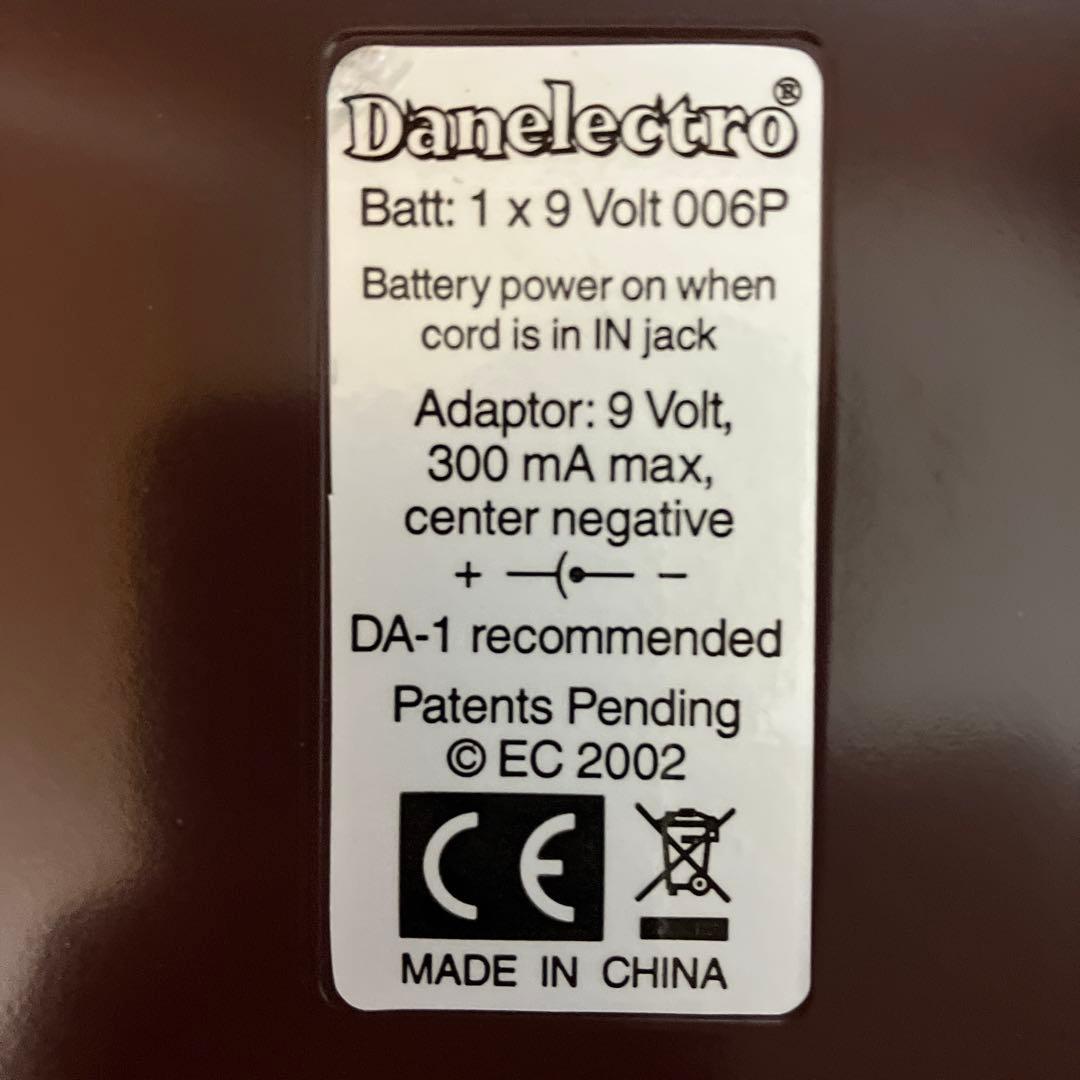 Danelectro®
Batt: 1 x 9 Volt 006P
Battery power on when
cord is in IN jack
Adaptor: 9 Volt,
300 mA max,
center negative
+ −
DA-1 recommended
Patents Pending
© EC 2002
CE
MADE IN CHINA